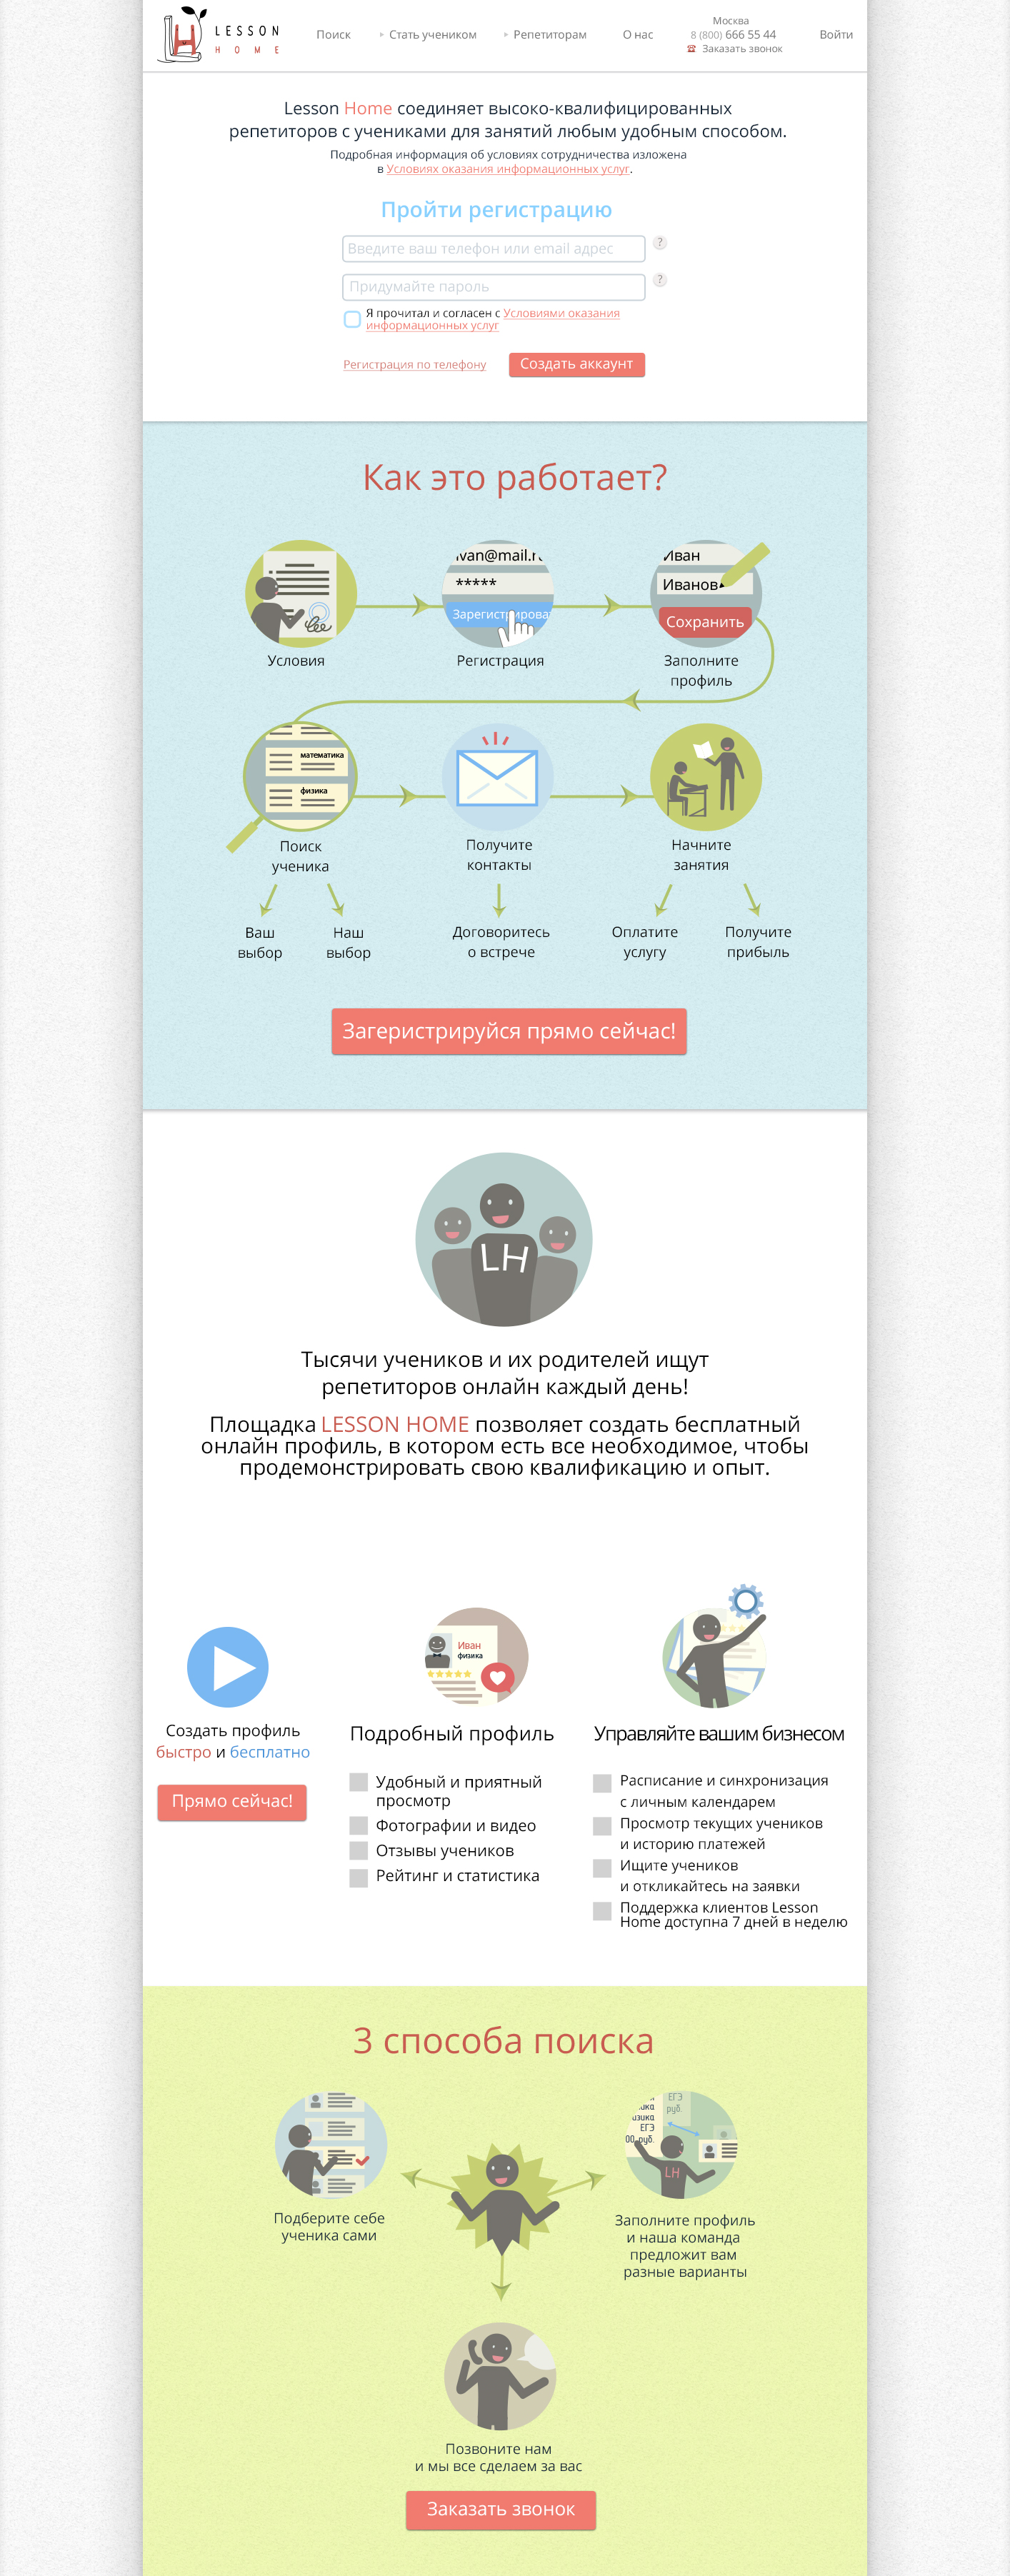 LESSON
HOME
Поиск
Стать учеником
Репетиторам
О нас
Москва
8 (800) 666 55 44
Заказать звонок
Войти
Lesson Home соединяет высоко-квалифицированных
репетиторов с учениками для занятий любым удобным способом.
Подробная информация об условиях сотрудничества изложена
в Условиях оказания информационных услуг.
Пройти регистрацию
Введите ваш телефон или email адрес
?
Придумайте пароль
?
Я прочитал и согласен с Условиями оказания
информационных услуг
Регистрация по телефону
Создать аккаунт
Как это работает?
ivan@mail.r
*****
Зарегистрироват
Иван
Иванов
Сохранить
Условия
Регистрация
Заполните
профиль
математика
физика
Поиск
ученика
Получите
контакты
Начните
занятия
Ваш
выбор
Наш
выбор
Договоритесь
о встрече
Оплатите
услугу
Получите
прибыль
Загеристрируйся прямо сейчас!
LH
Тысячи учеников и их родителей ищут
репетиторов онлайн каждый день!
Площадка LESSON HOME позволяет создать бесплатный
онлайн профиль, в котором есть все необходимое, чтобы
продемонстрировать свою квалификацию и опыт.
Создать профиль
быстро и бесплатно
Прямо сейчас!
Иван
физика
Подробный профиль
Удобный и приятный
просмотр
Фотографии и видео
Отзывы учеников
Рейтинг и статистика
Управляйте вашим бизнесом
Расписание и синхронизация
с личным календарем
Просмотр текущих учеников
и историю платежей
Ищите учеников
и откликайтесь на заявки
Поддержка клиентов Lesson
Home доступна 7 дней в неделю
3 способа поиска
Подберите себе
ученика сами
ЕГЭ
руб.
изика
ЕГЭ
00 руб.
LH
Заполните профиль
и наша команда
предложит вам
разные варианты
Позвоните нам
и мы все сделаем за вас
Заказать звонок